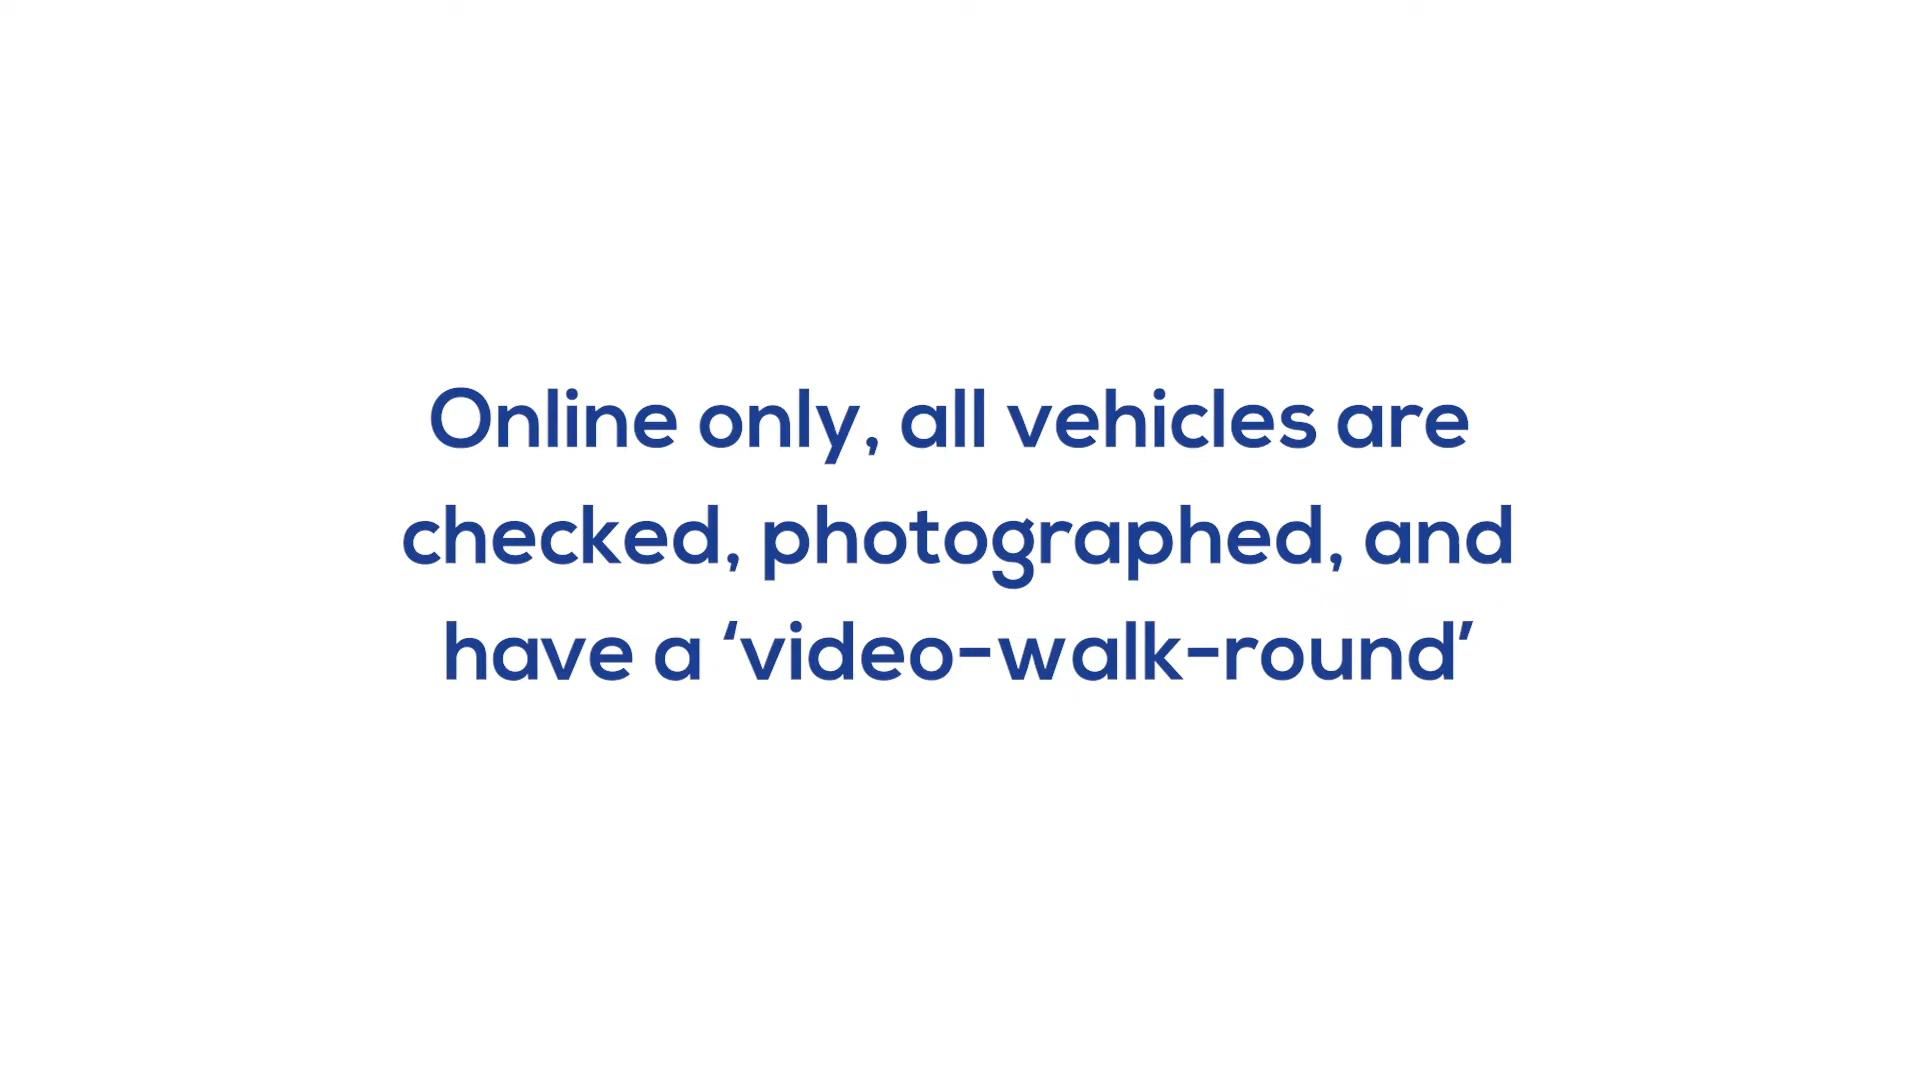 Online only, all vehicles are
checked, photographed, and
have a ‘video-walk-round’